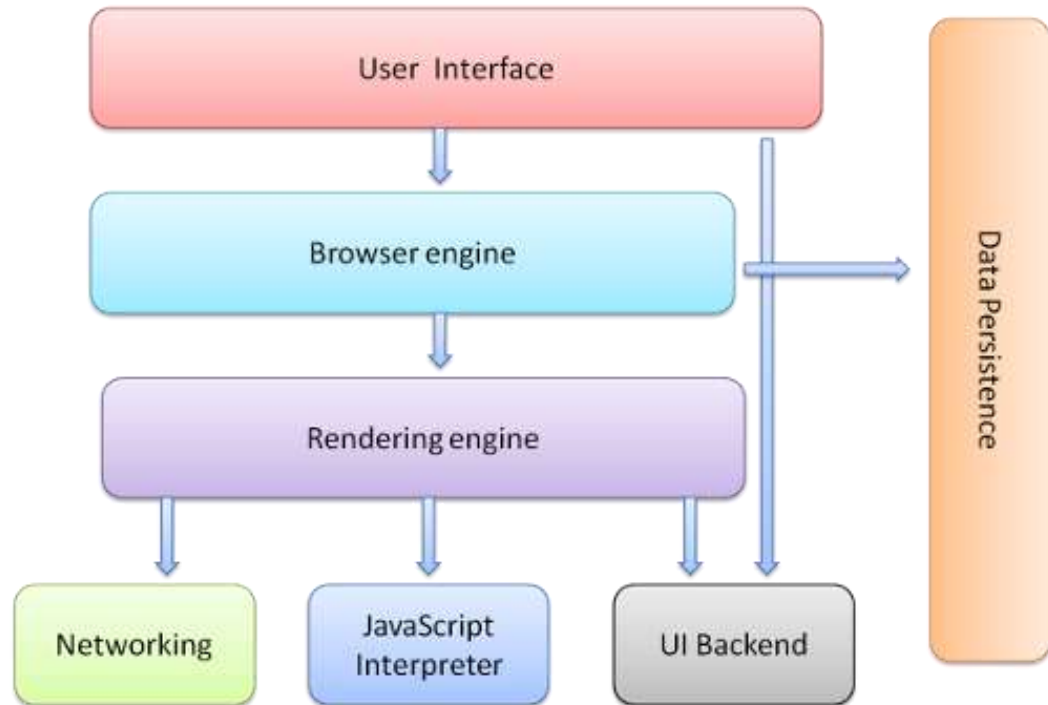 User Interface
Browser engine
Rendering engine
Networking
JavaScript
Interpreter
UI Backend
Data Persistence